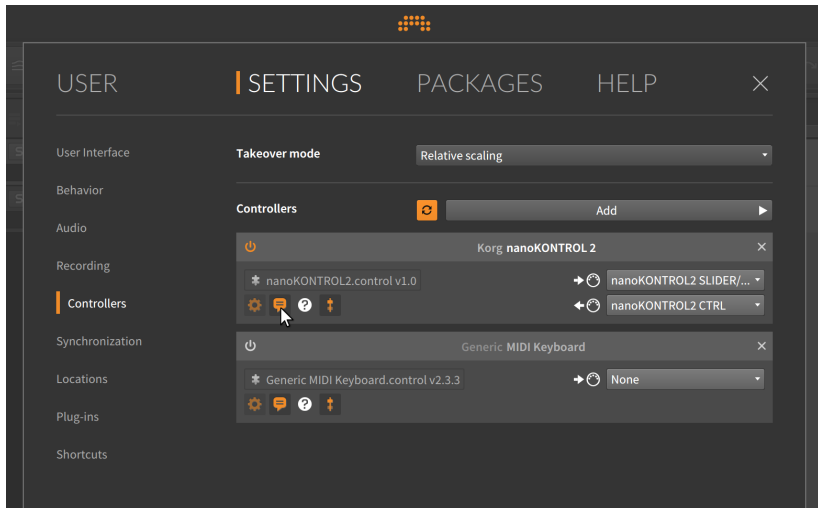 USER
SETTINGS
PACKAGES
HELP
User Interface
Behavior
Audio
Recording
Controllers
Synchronization
Locations
Plug-ins
Shortcuts
Takeover mode
Relative scaling
Controllers
Add
Korg nanoKONTROL 2
nanoKONTROL2.control v1.0
nanoKONTROL2 SLIDER/...
nanoKONTROL2 CTRL
Generic MIDI Keyboard
Generic MIDI Keyboard.control v2.3.3
None